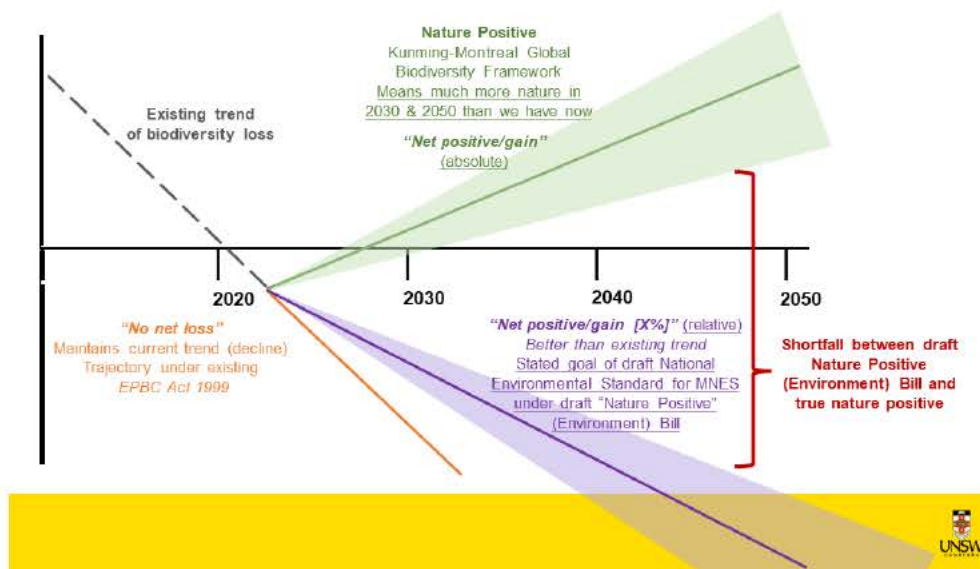 Nature Positive
Kunming-Montreal Global
Biodiversity Framework
Means much more nature in
2030 & 2050 than we have now
"Net positive/gain"
(absolute)
Existing trend
of biodiversity loss
2020
2030
2040
2050
"No net loss"
Maintains current trend (decline)
Trajectory under existing
EPBC Act 1999
"Net positive/gain [X%]" (relative)
Better than existing trend
Stated goal of draft National
Environmental Standard for MNES
under draft "Nature Positive"
(Environment) Bill
Shortfall between draft
Nature Positive
(Environment) Bill and
true nature positive
UNSW